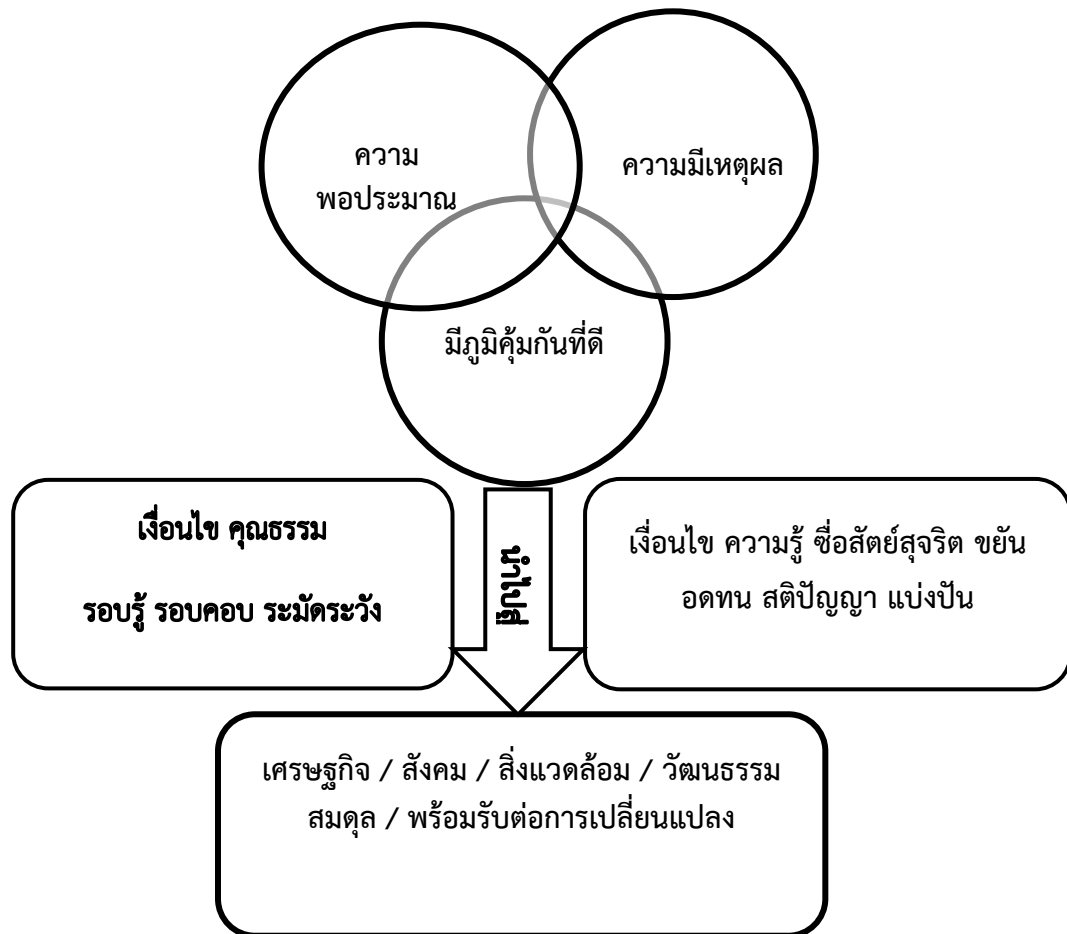 ความ
พอประมาณ
ความมีเหตุผล
มีภูมิคุ้มกันที่ดี
เงื่อนไข คุณธรรม
รอบรู้ รอบคอบ ระมัดระวัง
นำไปสู่
เงื่อนไข ความรู้ ซื่อสัตย์สุจริต ขยัน
อดทน สติปัญญา แบ่งปัน
เศรษฐกิจ / สังคม / สิ่งแวดล้อม / วัฒนธรรม
สมดุล / พร้อมรับต่อการเปลี่ยนแปลง